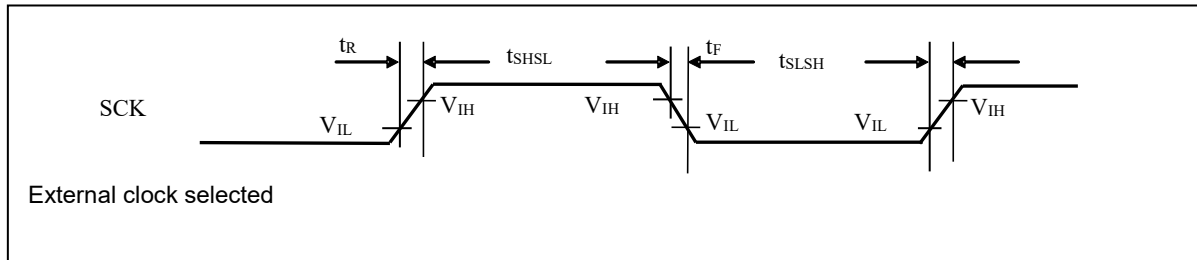 tR tSHSL tF tSLSH
SCK VIL VIH VIH VIL VIL VIH
External clock selected